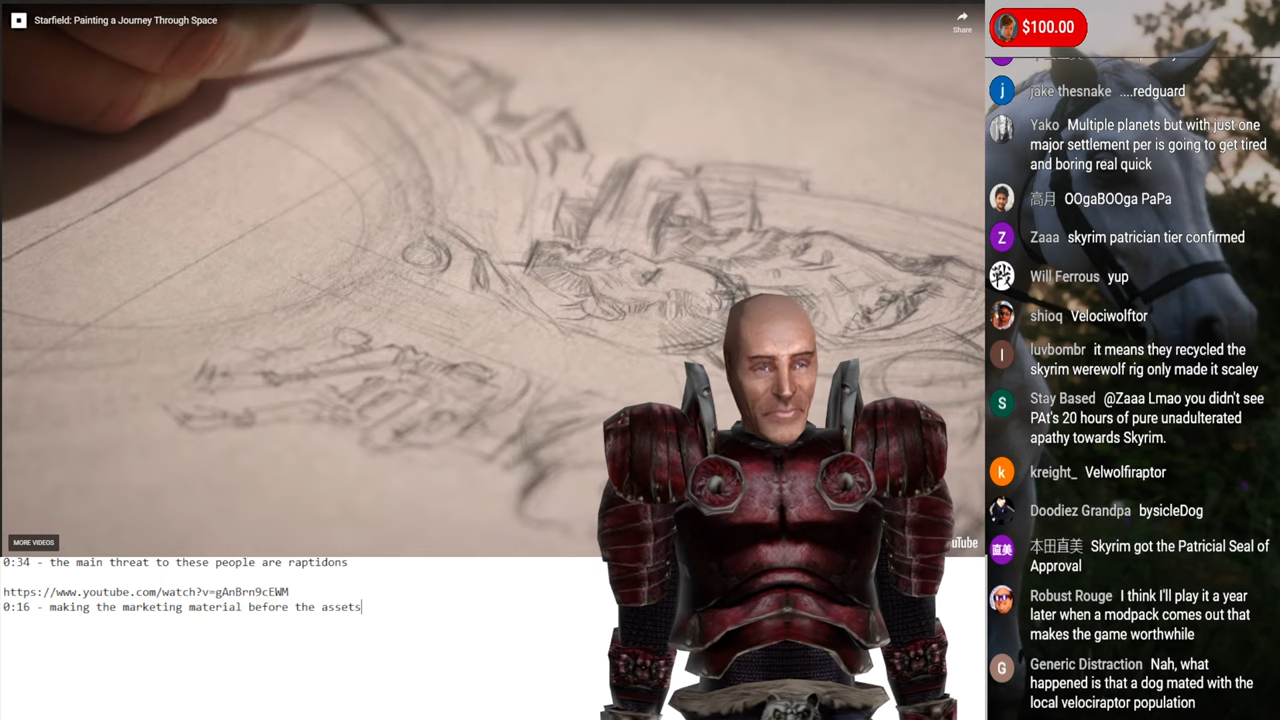 Starfield: Painting a Journey Through Space
Share
MORE VIDEOS
uTube
0:34 - the main threat to these people are raptidons
https://www.youtube.com/watch?v=gAnBrn9cEWM
0:16 - making the marketing material before the assets
$100.00
jake thesnake ....redguard
Yako Multiple planets but with just one
major settlement per is going to get tired
and boring real quick
高月 OOgaBOOga PaPa
Z
Zaaa skyrim patrician tier confirmed
Will Ferrous yup
shioq Velociwolftor
luvbombr it means they recycled the
skyrim werewolf rig only made it scaley
Stay Based @Zaaa Lmao you didn't see
PAt's 20 hours of pure unadulterated
apathy towards Skyrim.
kreight_ Velwolfiraptor
Doodiez Grandpa bysicleDog
直美
本田直美 Skyrim got the Patricial Seal of
Approval
Robust Rouge I think I'll play it a year
later when a modpack comes out that
makes the game worthwhile
Generic Distraction Nah, what
happened is that a dog mated with the
local velociraptor population